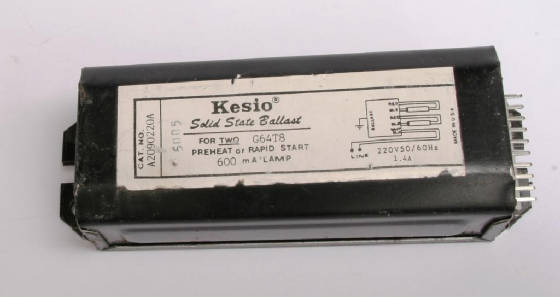 CAT. NO.
A2090220A
5005
Kesio®
Solid State Ballast
FOR TWO G64T8
PREHEAT or RAPID START
600 mA LAMP
BALLAST
LINE
220V50/60Hz
1.4A
MADE IN U.S.A.